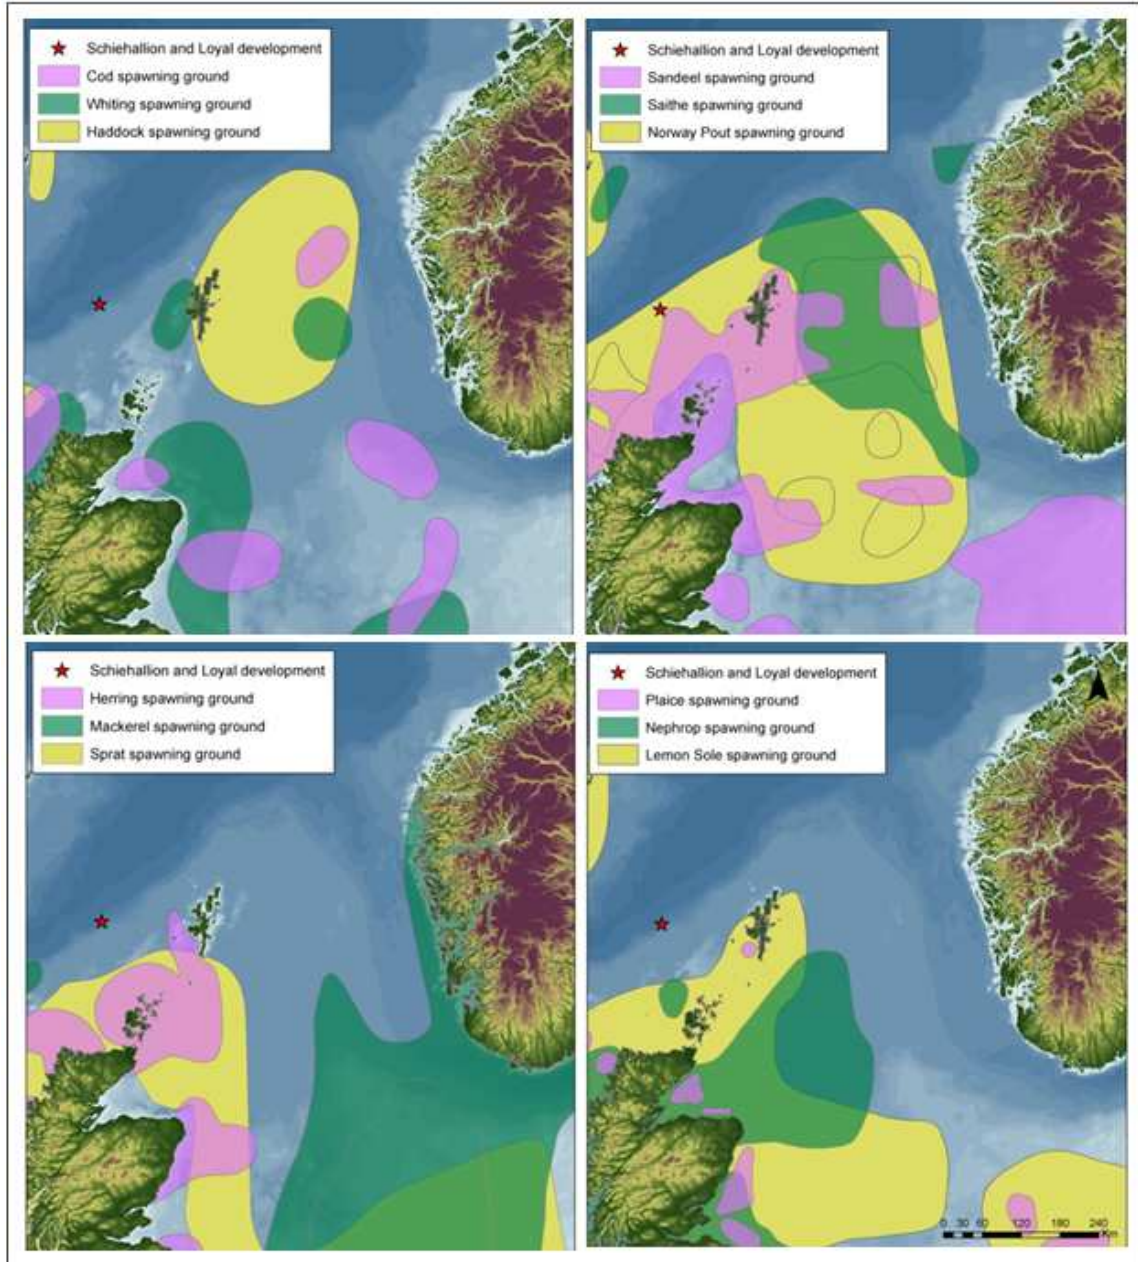 Schiehallion and Loyal development
Cod spawning ground
Whiting spawning ground
Haddock spawning ground
Schiehallion and Loyal development
Sandeel spawning ground
Saithe spawning ground
Norway Pout spawning ground
Schiehallion and Loyal development
Herring spawning ground
Mackerel spawning ground
Sprat spawning ground
Schiehallion and Loyal development
Plaice spawning ground
Nephrop spawning ground
Lemon Sole spawning ground
0 30 60 120 180 240
Km